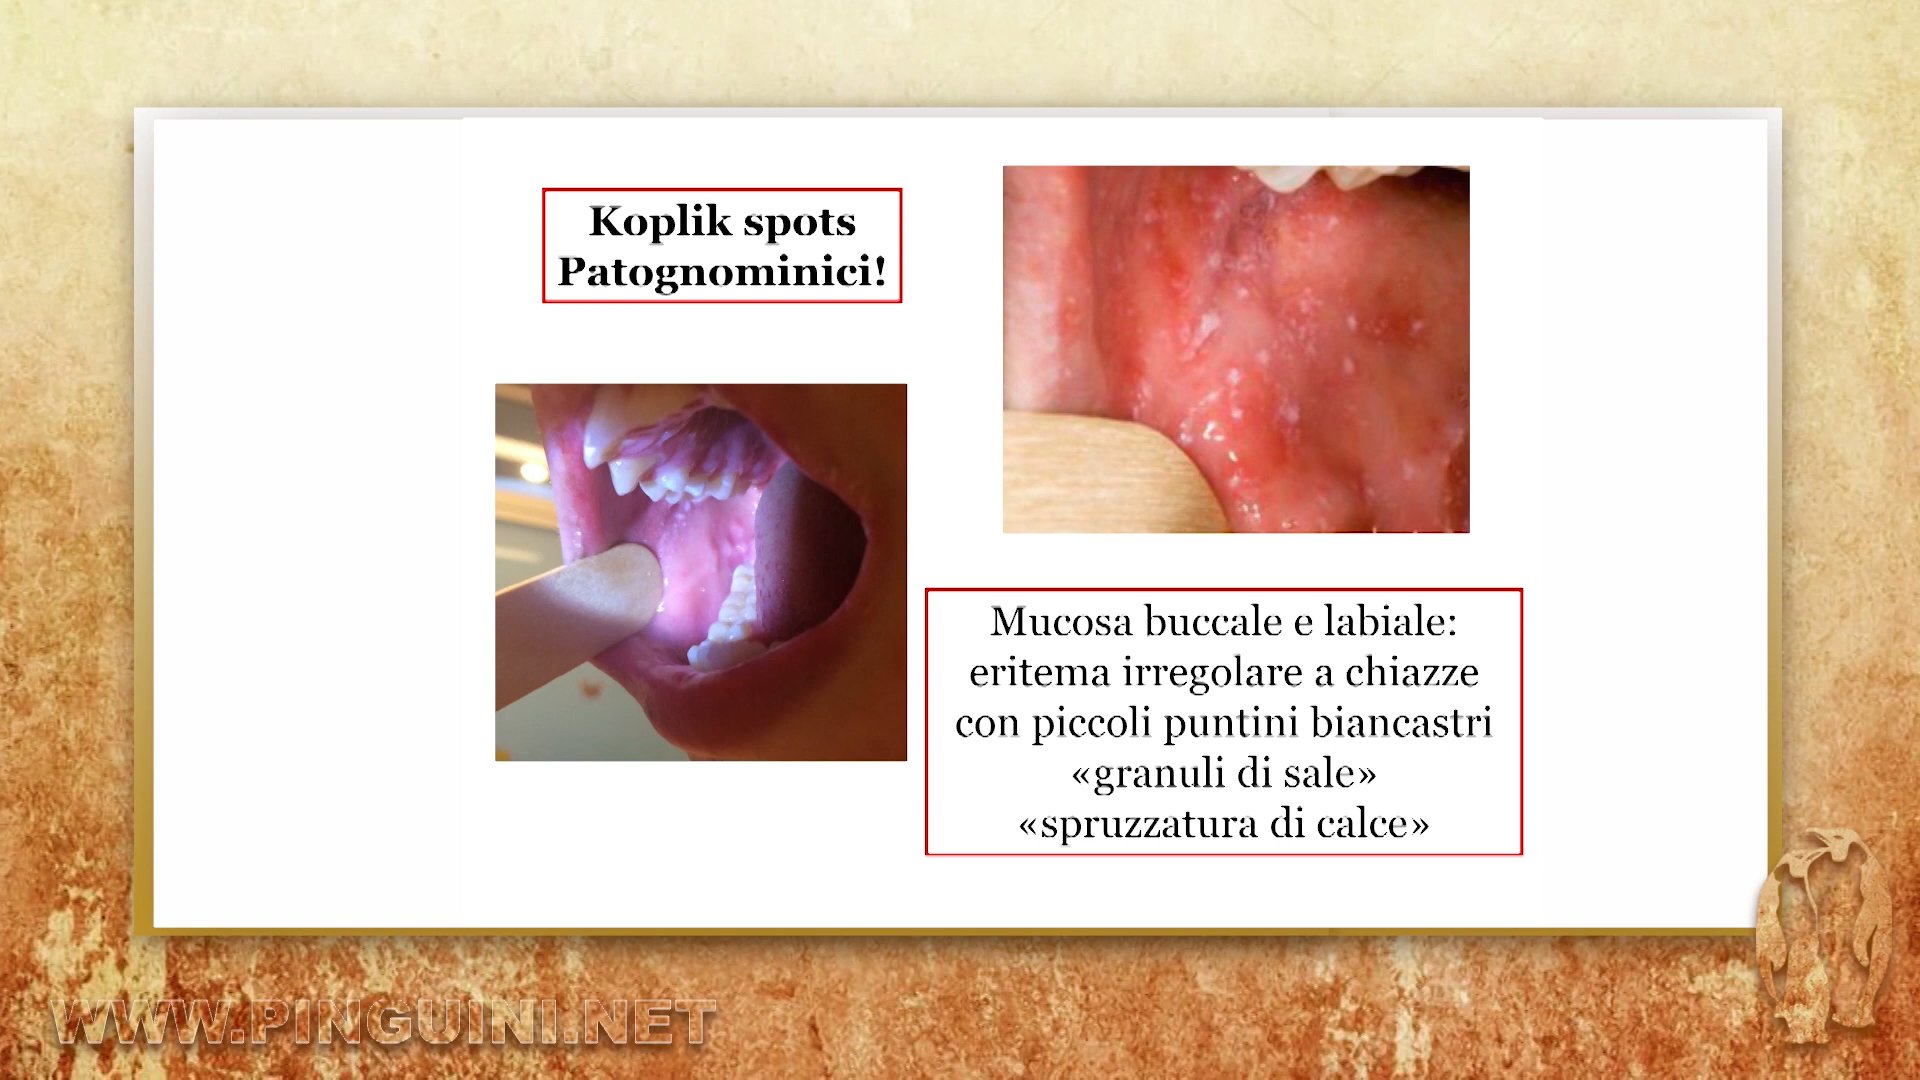 Koplik spots
Patognominici!
Mucosa buccale e labiale:
eritema irregolare a chiazze
con piccoli puntini biancastri
«granuli di sale»
«spruzzatura di calce»
WWW.PINGUINI.NET